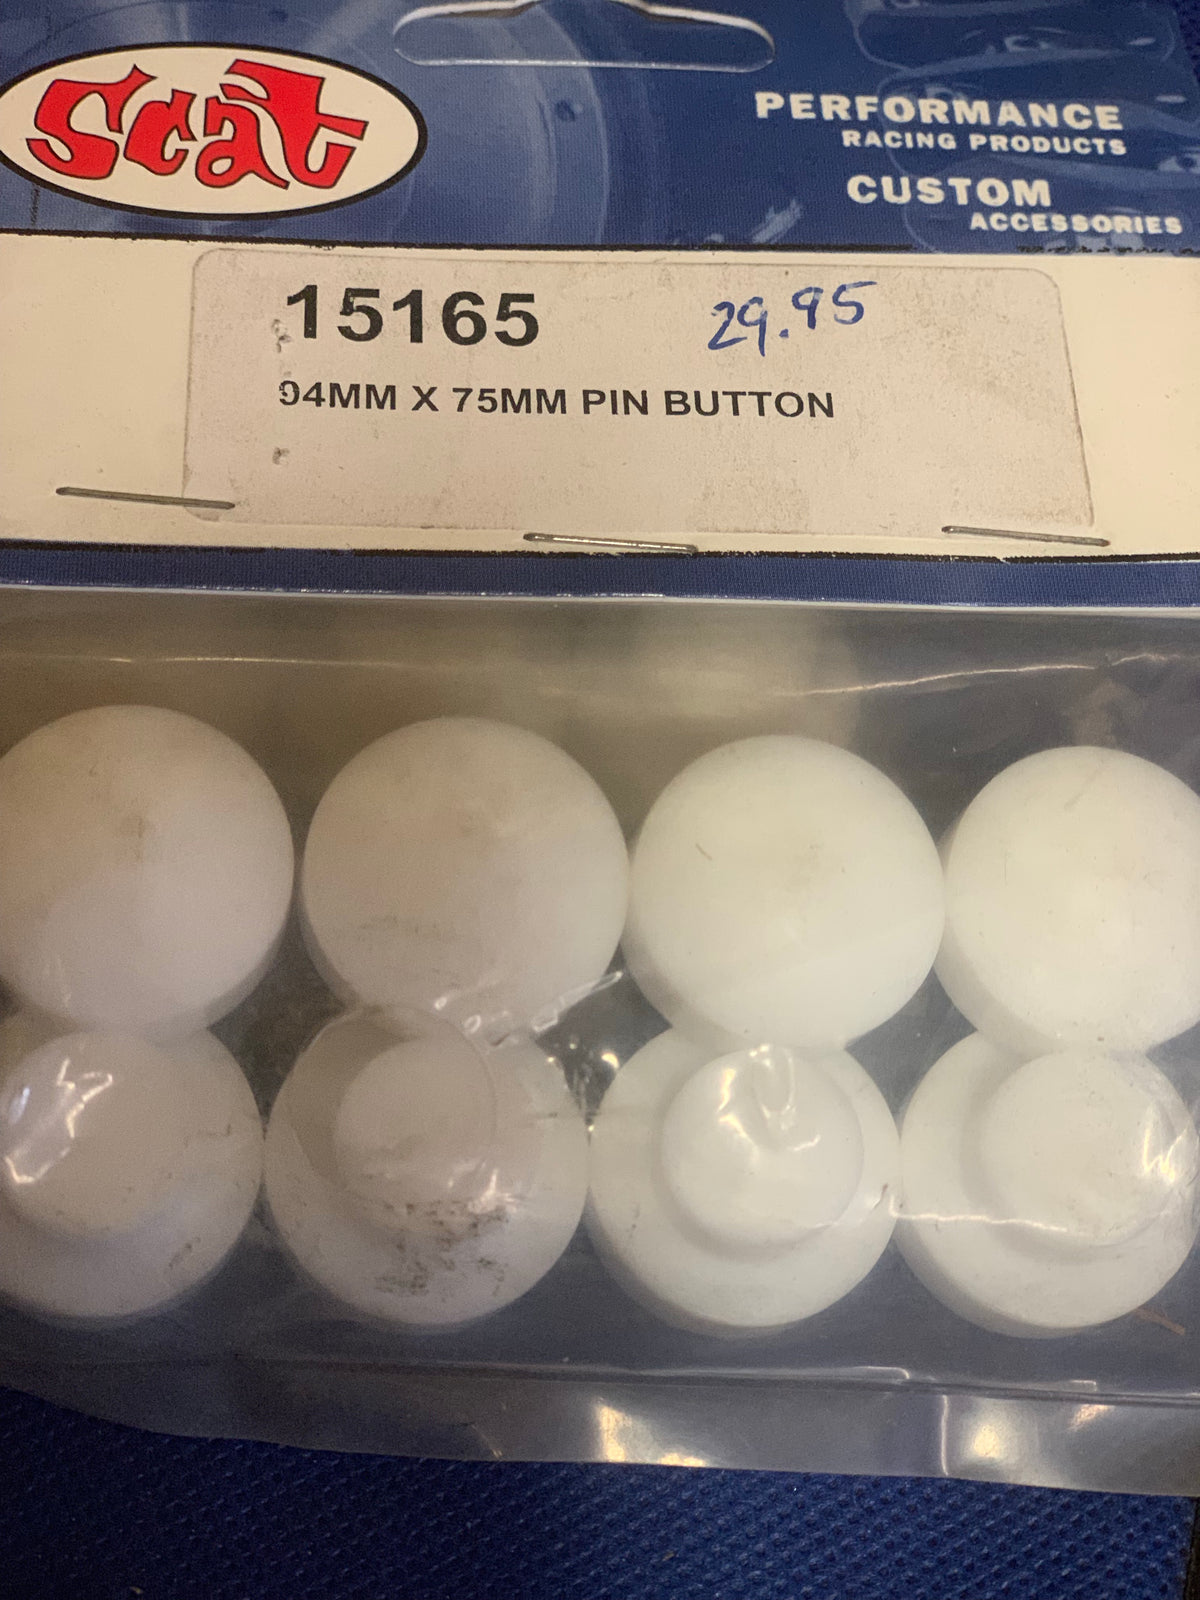 Scat
PERFORMANCE
RACING PRODUCTS
CUSTOM
ACCESSORIES
15165
29.95
94MM X 75MM PIN BUTTON